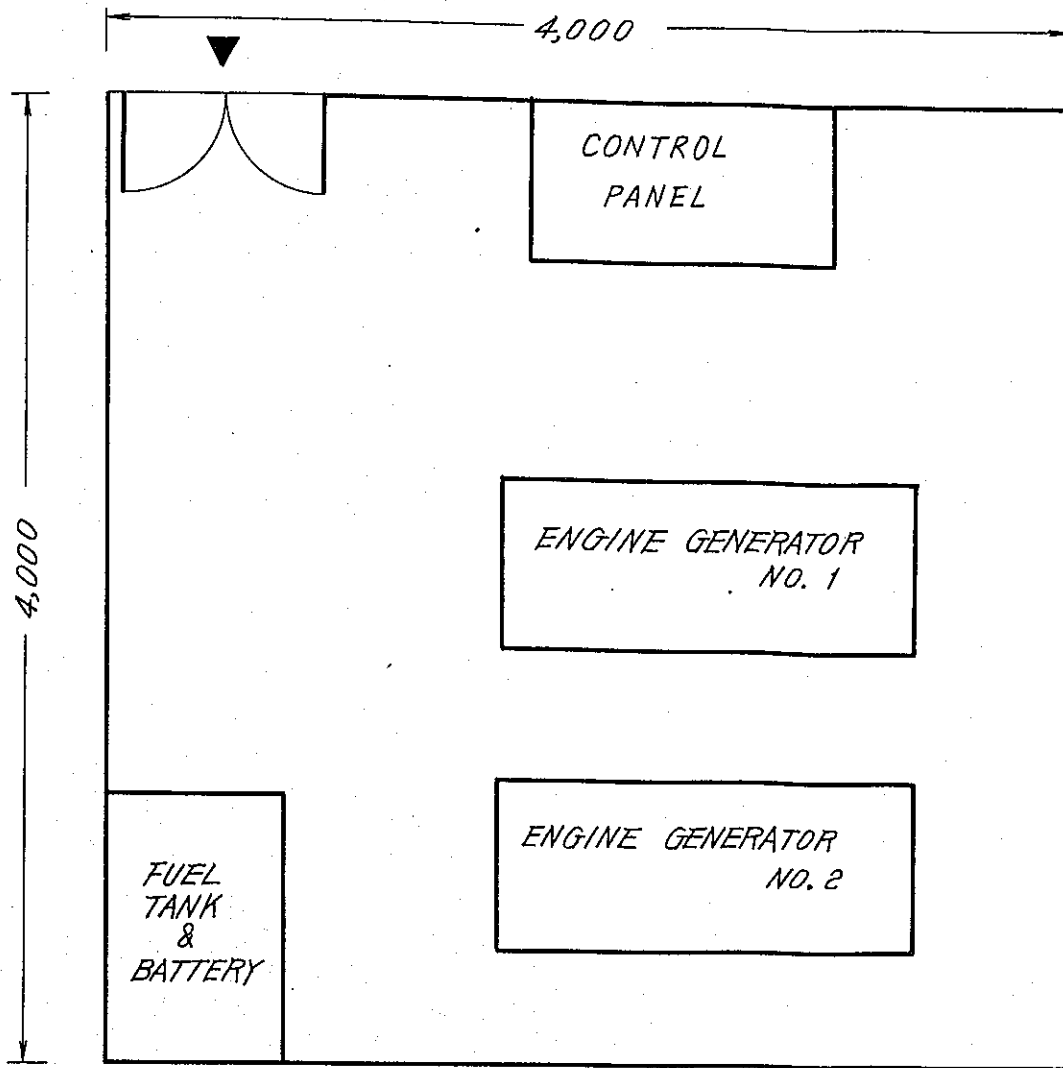 4,000
CONTROL
PANEL
4,000
ENGINE GENERATOR
NO. 1
ENGINE GENERATOR
NO. 2
FUEL
TANK
&
BATTERY